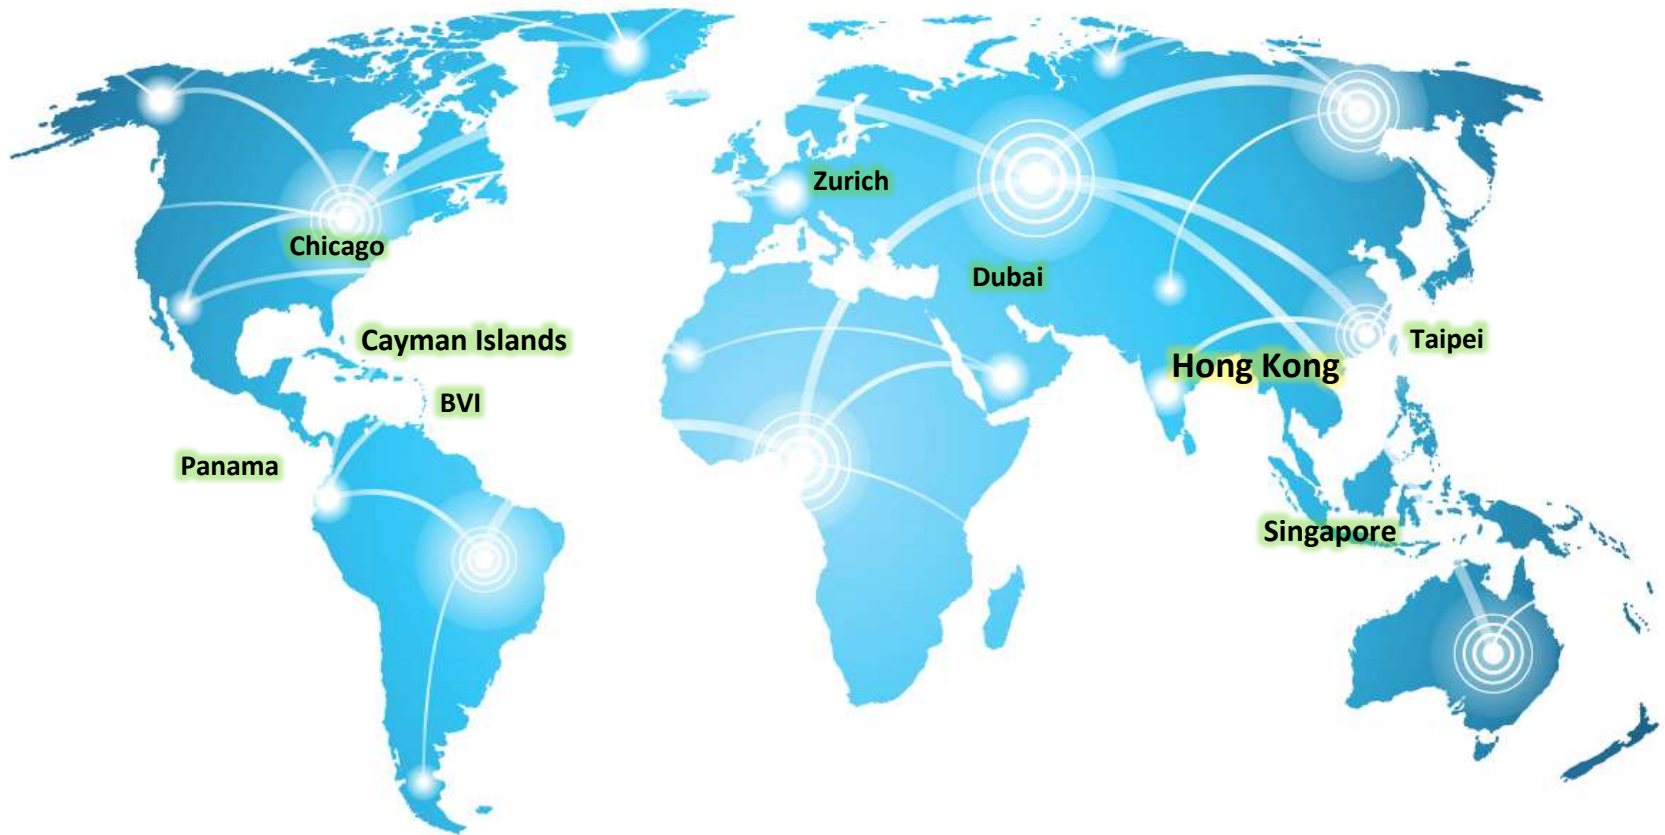 Zurich
Chicago
Dubai
Cayman Islands
Taipei
Hong Kong
BVI
Panama
Singapore